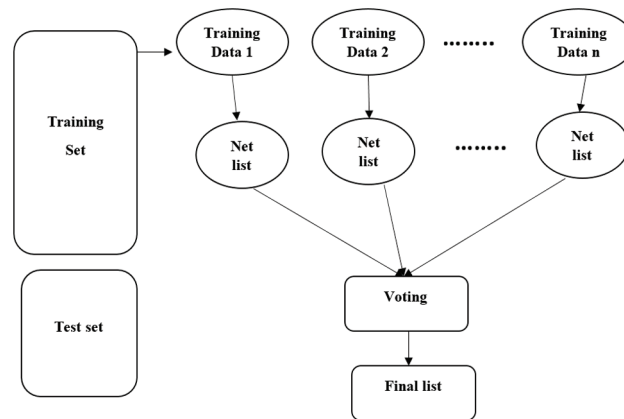 Training
Set
Training
Data 1
Training
Data 2
........
Training
Data n
Net
list
Net
list
........
Net
list
Test set
Voting
Final list